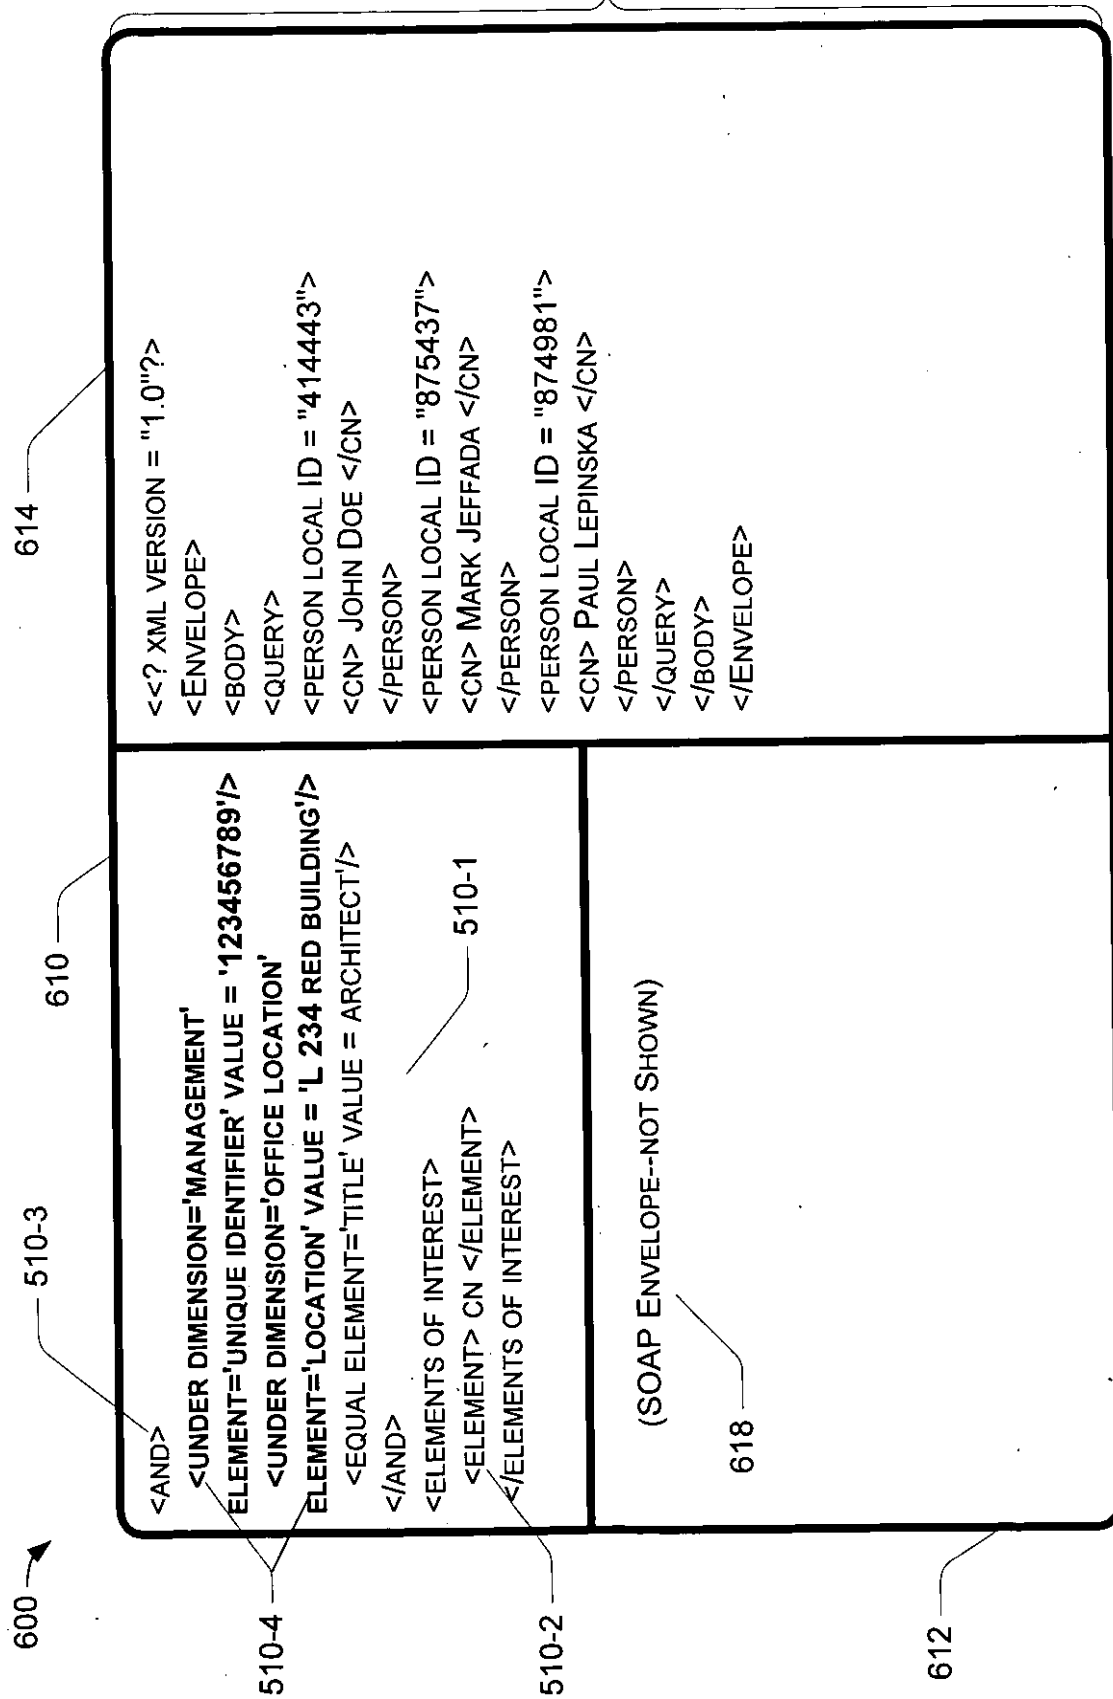 600
510-3
610
614
<AND>
<UNDER DIMENSION='MANAGEMENT'
ELEMENT='UNIQUE IDENTIFIER' VALUE = '123456789'/>
<UNDER DIMENSION='OFFICE LOCATION'
ELEMENT='LOCATION' VALUE = 'L 234 RED BUILDING'/>
<EQUAL ELEMENT='TITLE' VALUE = ARCHITECT'/>
</AND>
<ELEMENTS OF INTEREST>
<ELEMENT> CN </ELEMENT>
</ELEMENTS OF INTEREST>
510-4
510-1
510-2
<<? XML VERSION = "1.0"?>
<ENVELOPE>
<BODY>
<QUERY>
<PERSON LOCAL ID = "414443">
<CN> JOHN DOE </CN>
</PERSON>
<PERSON LOCAL ID = "875437">
<CN> MARK JEFFADA </CN>
</PERSON>
<PERSON LOCAL ID = "874981">
<CN> PAUL LEPINSKA </CN>
</PERSON>
</QUERY>
</BODY>
</ENVELOPE>
(SOAP ENVELOPE--NOT SHOWN)
618
612